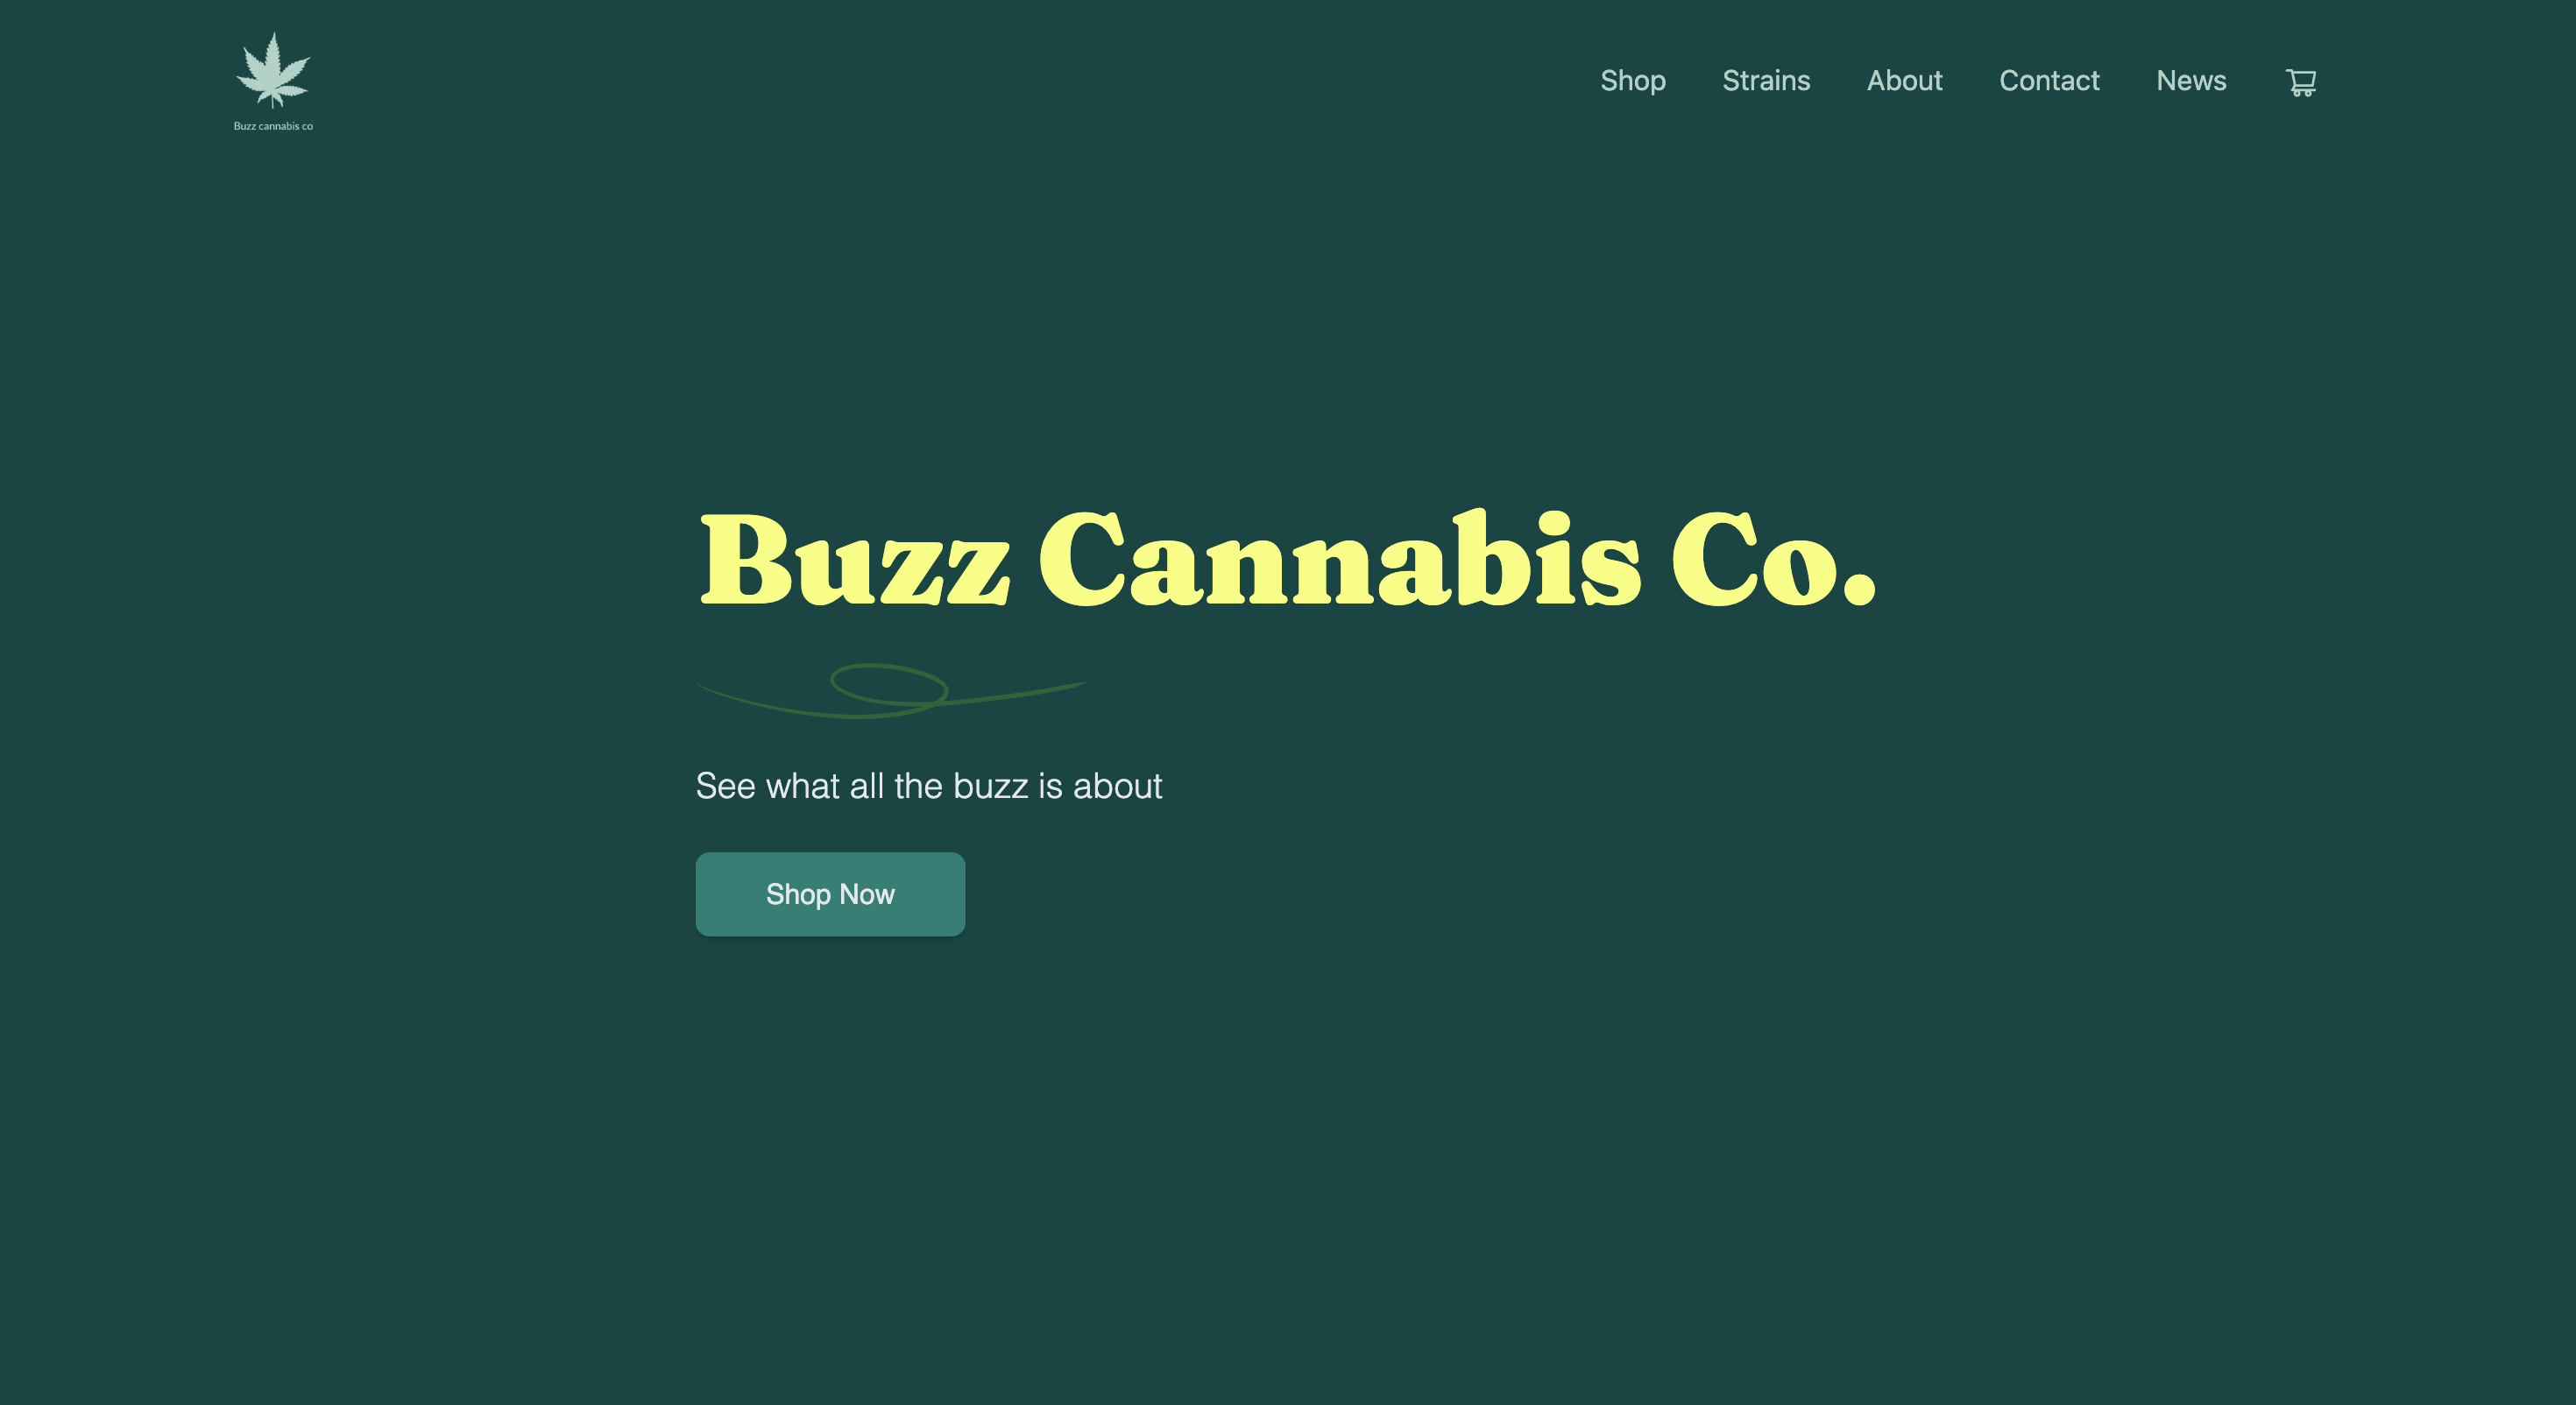 Buzz cannabis co
Shop Strains About Contact News
Buzz Cannabis Co.
See what all the buzz is about
Shop Now